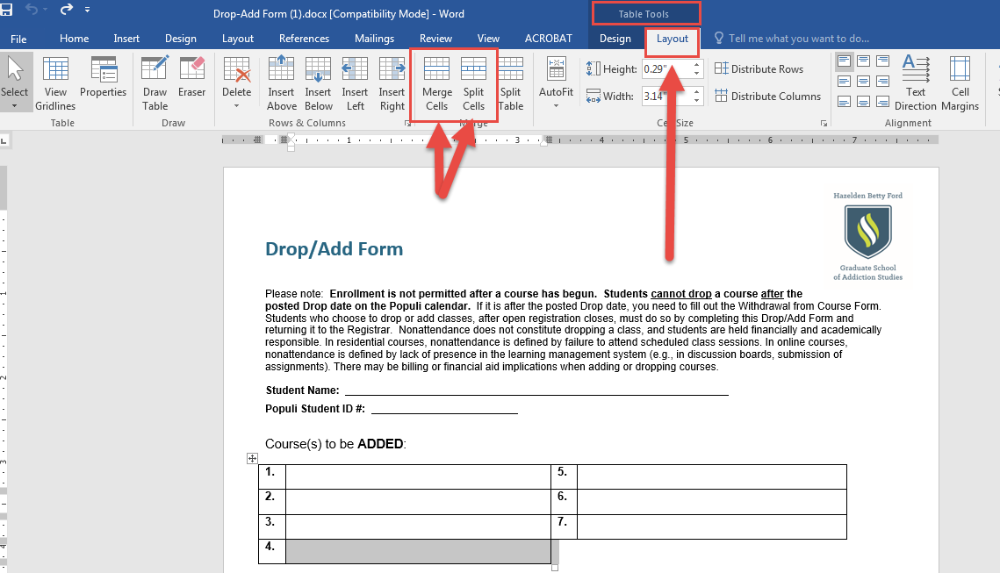 Drop-Add Form (1).docx [Compatibility Mode] - Word
Table Tools
File Home Insert Design Layout References Mailings Review View ACROBAT Design Layout Tell me what you want to do...
Select View Gridlines Properties
Table
Draw Table Eraser
Draw
Delete Insert Above Insert Below Insert Left Insert Right
Rows & Columns
Merge Cells Split Cells Split Table
Merge
AutoFit Height: 0.29" Distribute Rows
Width: 3.14" Distribute Columns
Cell Size
Text Direction Cell Margins
Alignment
1 3 4 5 6 7
Hazelden Betty Ford
Graduate School
of Addiction Studies
Drop/Add Form
Please note: Enrollment is not permitted after a course has begun. Students cannot drop a course after the
posted Drop date on the Populi calendar. If it is after the posted Drop date, you need to fill out the Withdrawal from Course Form.
Students who choose to drop or add classes, after open registration closes, must do so by completing this Drop/Add Form and
returning it to the Registrar. Nonattendance does not constitute dropping a class, and students are held financially and academically
responsible. In residential courses, nonattendance is defined by failure to attend scheduled class sessions. In online courses,
nonattendance is defined by lack of presence in the learning management system (e.g., in discussion boards, submission of
assignments). There may be billing or financial aid implications when adding or dropping courses.
Student Name:
Populi Student ID #:
Course(s) to be ADDED:
1. 5.
2. 6.
3. 7.
4.